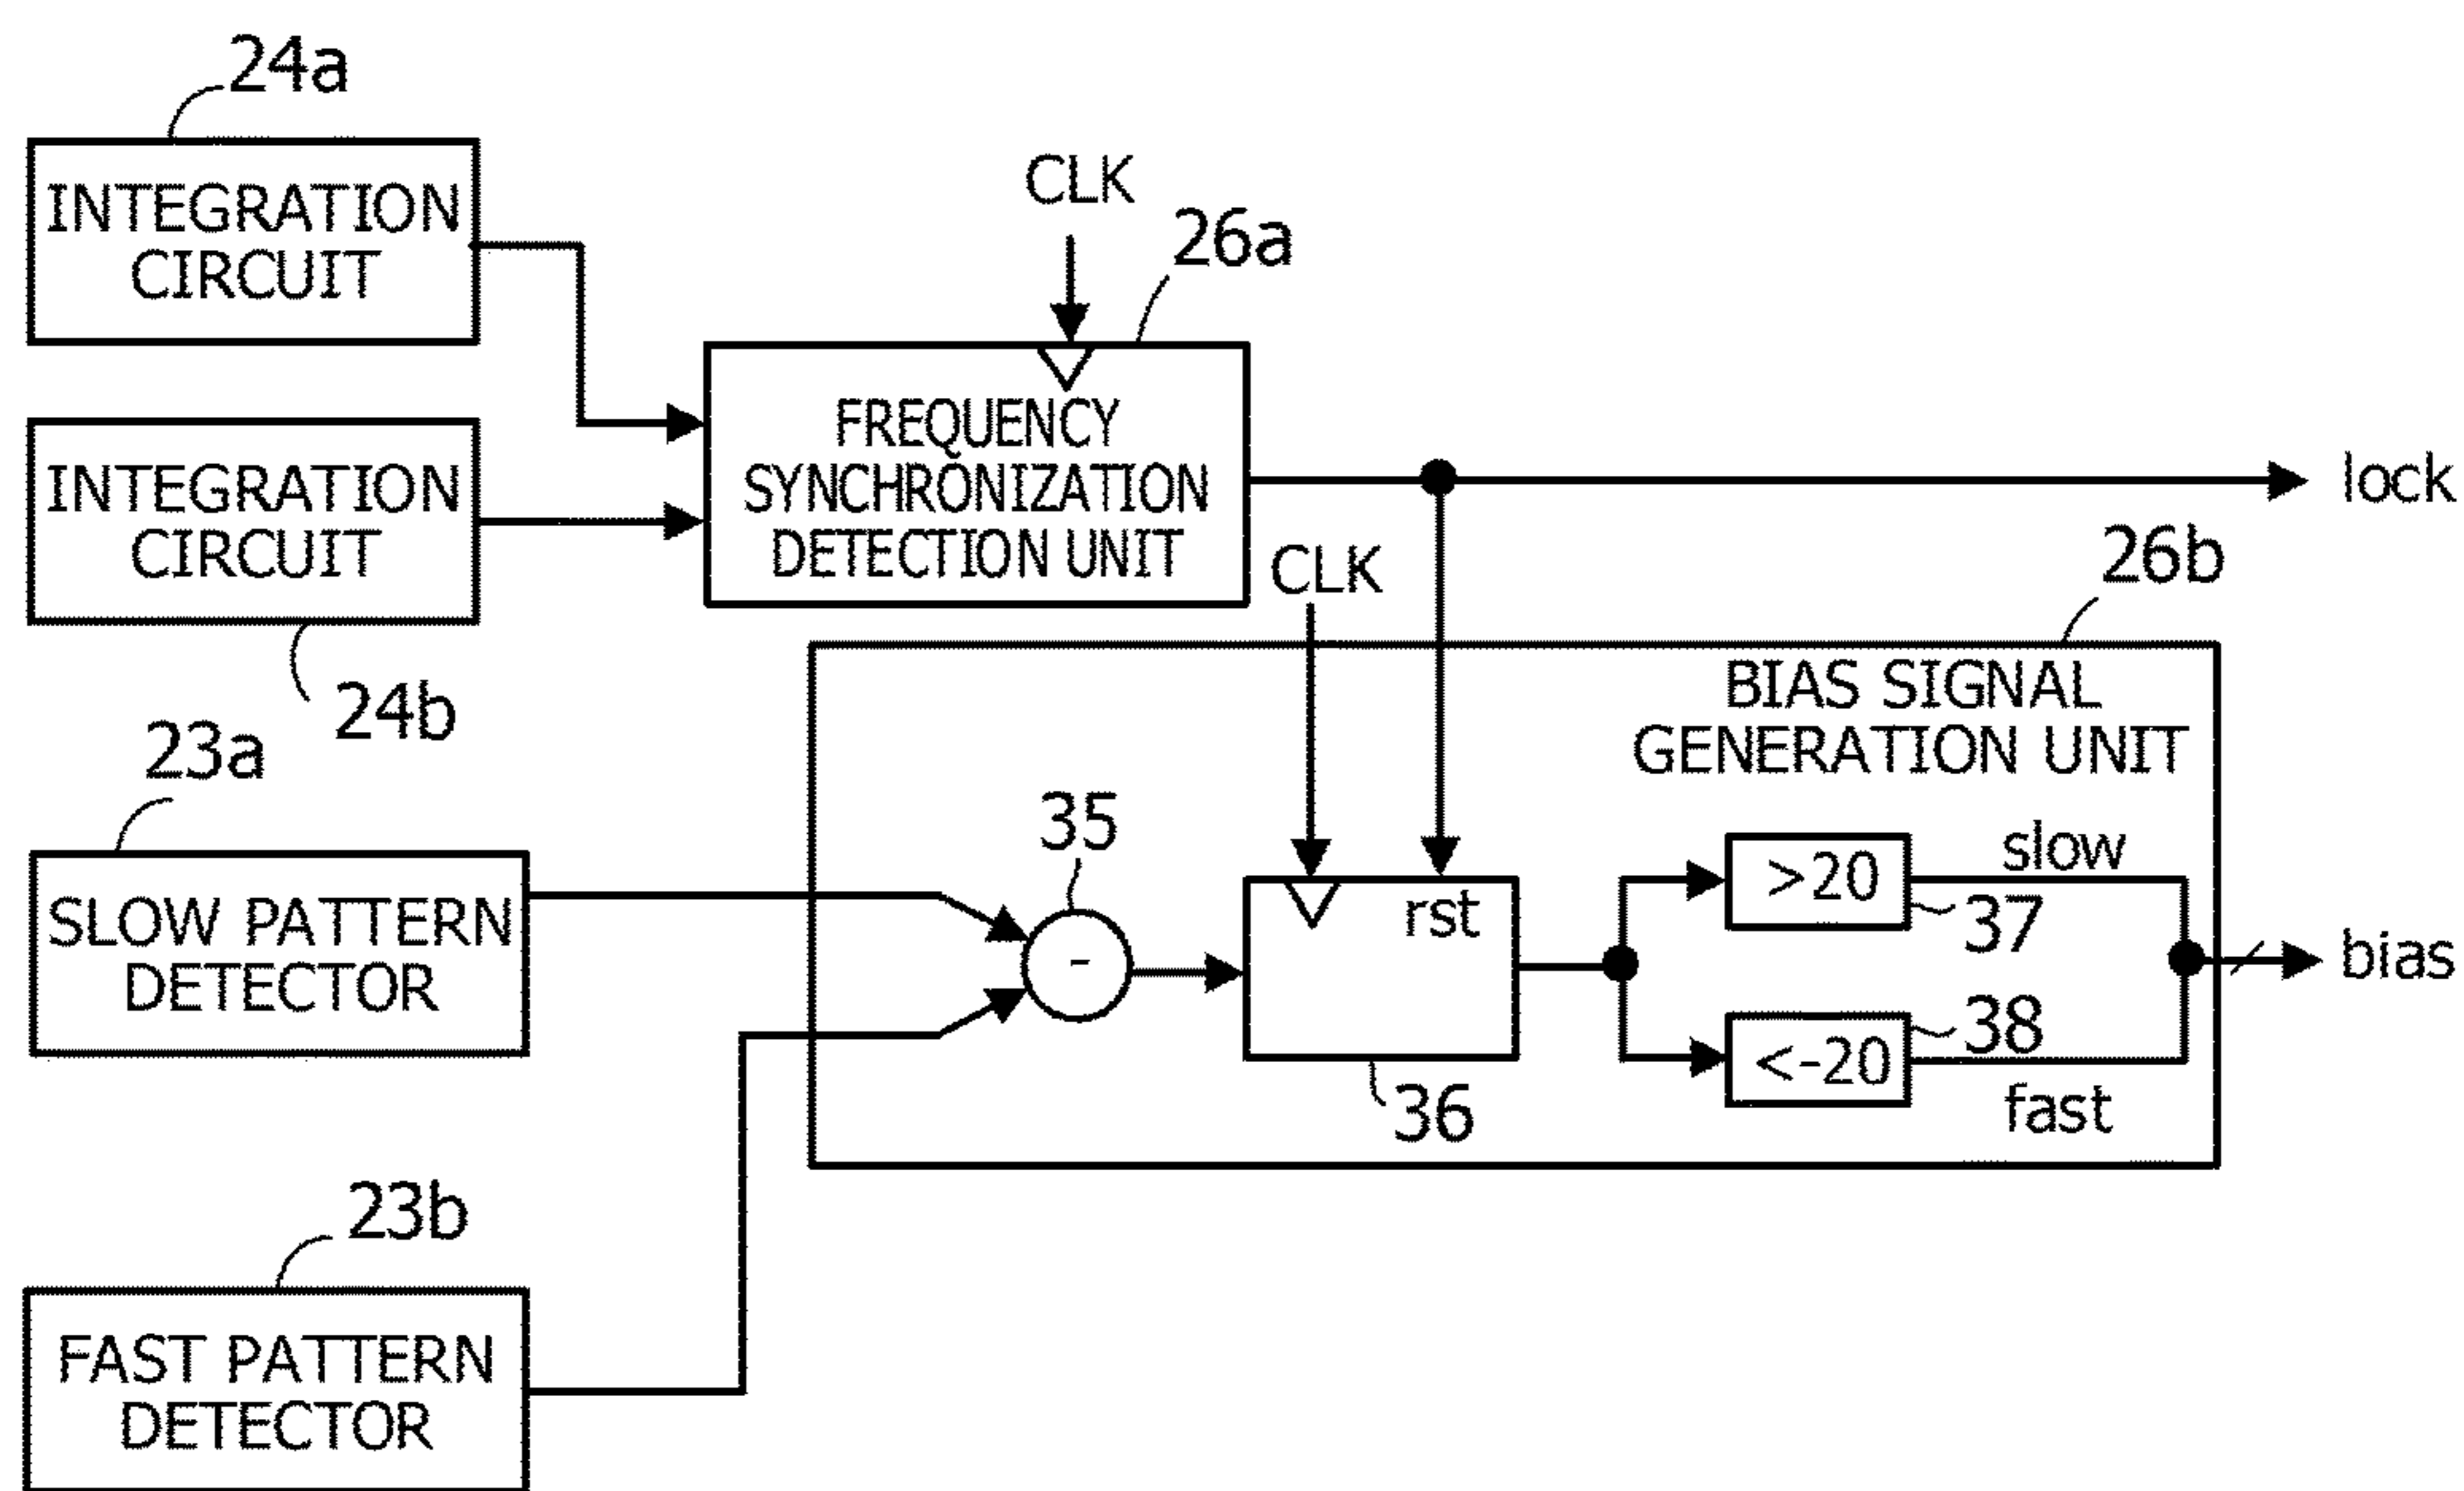 24a
INTEGRATION
CIRCUIT
CLK
26a
INTEGRATION
CIRCUIT
24b
FREQUENCY
SYNCHRONIZATION
DETECTION UNIT
lock
CLK
26b
BIAS SIGNAL
GENERATION UNIT
23a
SLOW PATTERN
DETECTOR
35
-
rst
36
>20
slow
37
<-20
38
fast
bias
23b
FAST PATTERN
DETECTOR